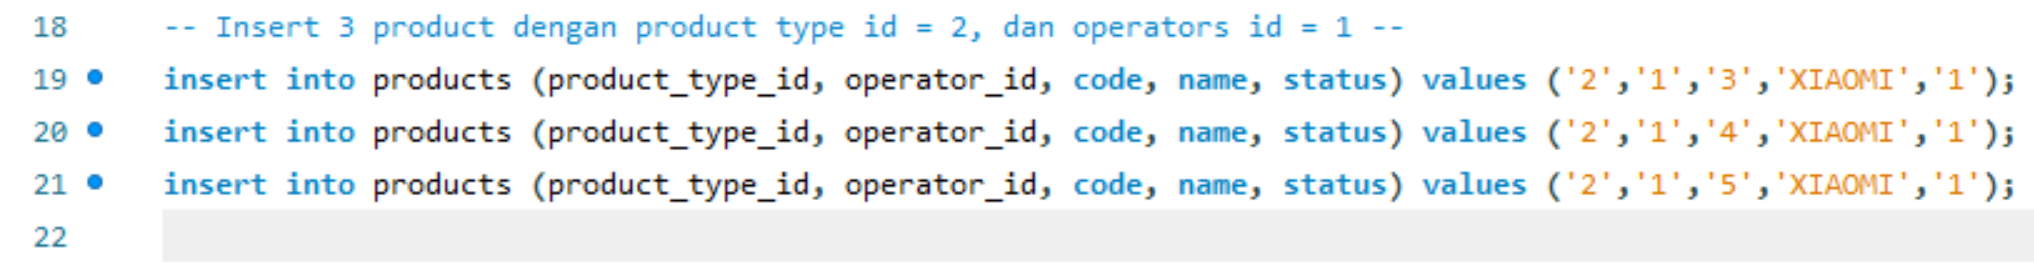 18 -- Insert 3 product dengan product type id = 2, dan operators id = 1 --
19 insert into products (product_type_id, operator_id, code, name, status) values ('2','1','3','XIAOMI','1');
20 insert into products (product_type_id, operator_id, code, name, status) values ('2','1','4','XIAOMI','1');
21 insert into products (product_type_id, operator_id, code, name, status) values ('2','1','5','XIAOMI','1');
22